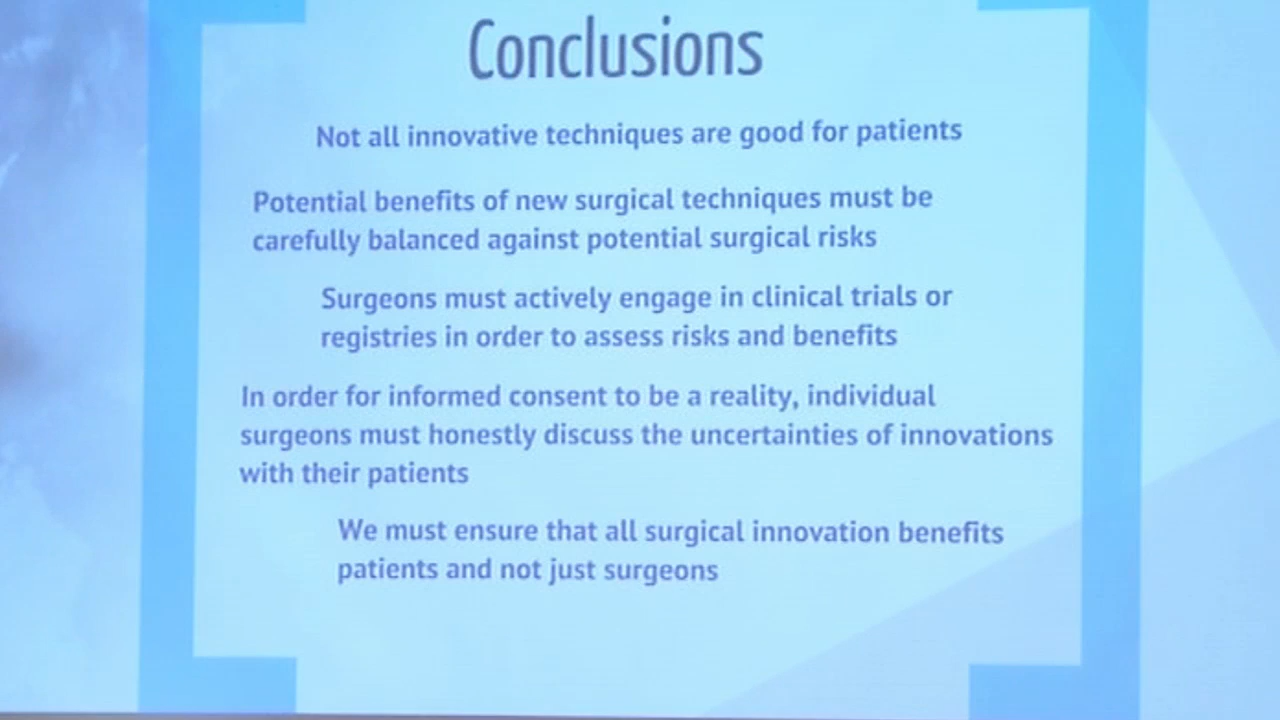 Conclusions
Not all innovative techniques are good for patients
Potential benefits of new surgical techniques must be
carefully balanced against potential surgical risks
Surgeons must actively engage in clinical trials or
registries in order to assess risks and benefits
In order for informed consent to be a reality, individual
surgeons must honestly discuss the uncertainties of innovations
with their patients
We must ensure that all surgical innovation benefits
patients and not just surgeons